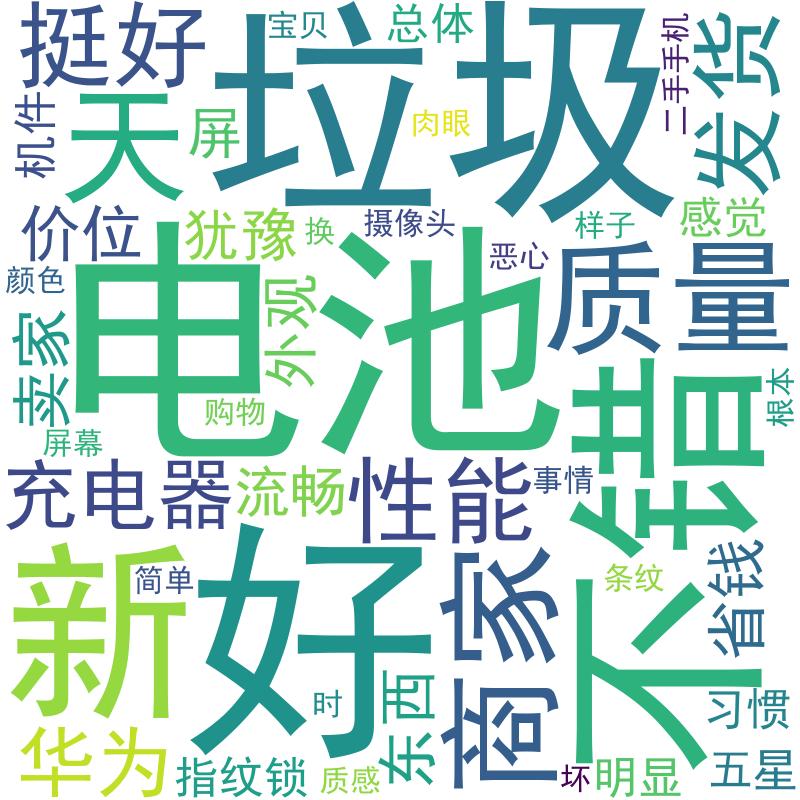 挺好
宝贝
总体
垃圾
二手手机
发货
机件
天
屏
肉眼
价位
犹豫
换
摄像头
样子
感觉
颜色
电池
外观
恶心
质量
卖家
购物
屏幕
不错
根本
充电器
流畅
性能
事情
新
简单
好
商家
条纹
省钱
华为
指纹锁
时
东西
质感
坏
明显
习惯
五星